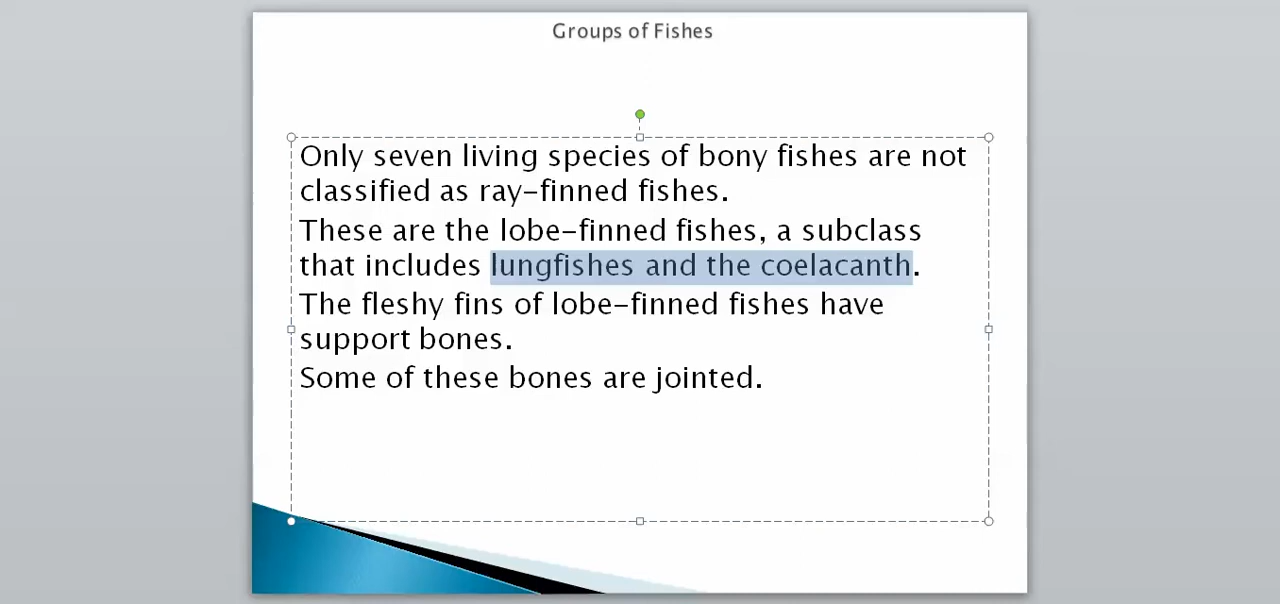 Groups of Fishes
Only seven living species of bony fishes are not
classified as ray-finned fishes.
These are the lobe-finned fishes, a subclass
that includes lungfishes and the coelacanth.
The fleshy fins of lobe-finned fishes have
support bones.
Some of these bones are jointed.